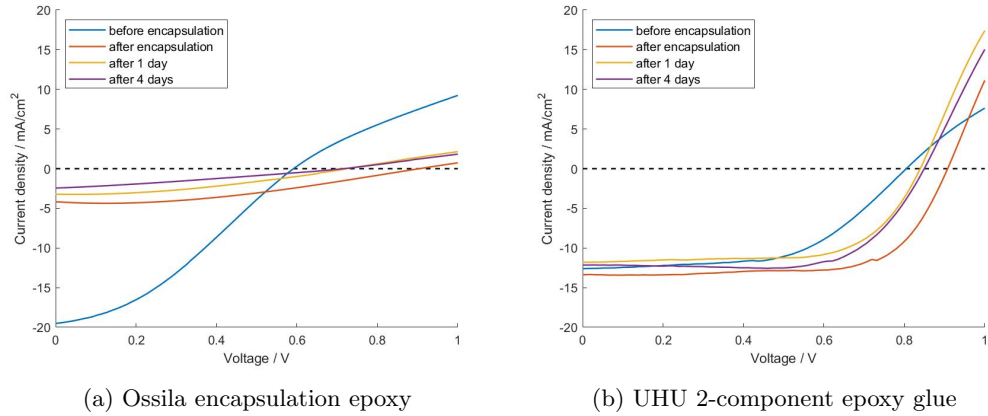 20
15
10
5
0
-5
-10
-15
-20
Current density / mA/cm²
before encapsulation
after encapsulation
after 1 day
after 4 days
0 0.2 0.4 0.6 0.8 1
Voltage / V
(a) Ossila encapsulation epoxy
20
15
10
5
0
-5
-10
-15
-20
Current density / mA/cm²
before encapsulation
after encapsulation
after 1 day
after 4 days
0 0.2 0.4 0.6 0.8 1
Voltage / V
(b) UHU 2-component epoxy glue